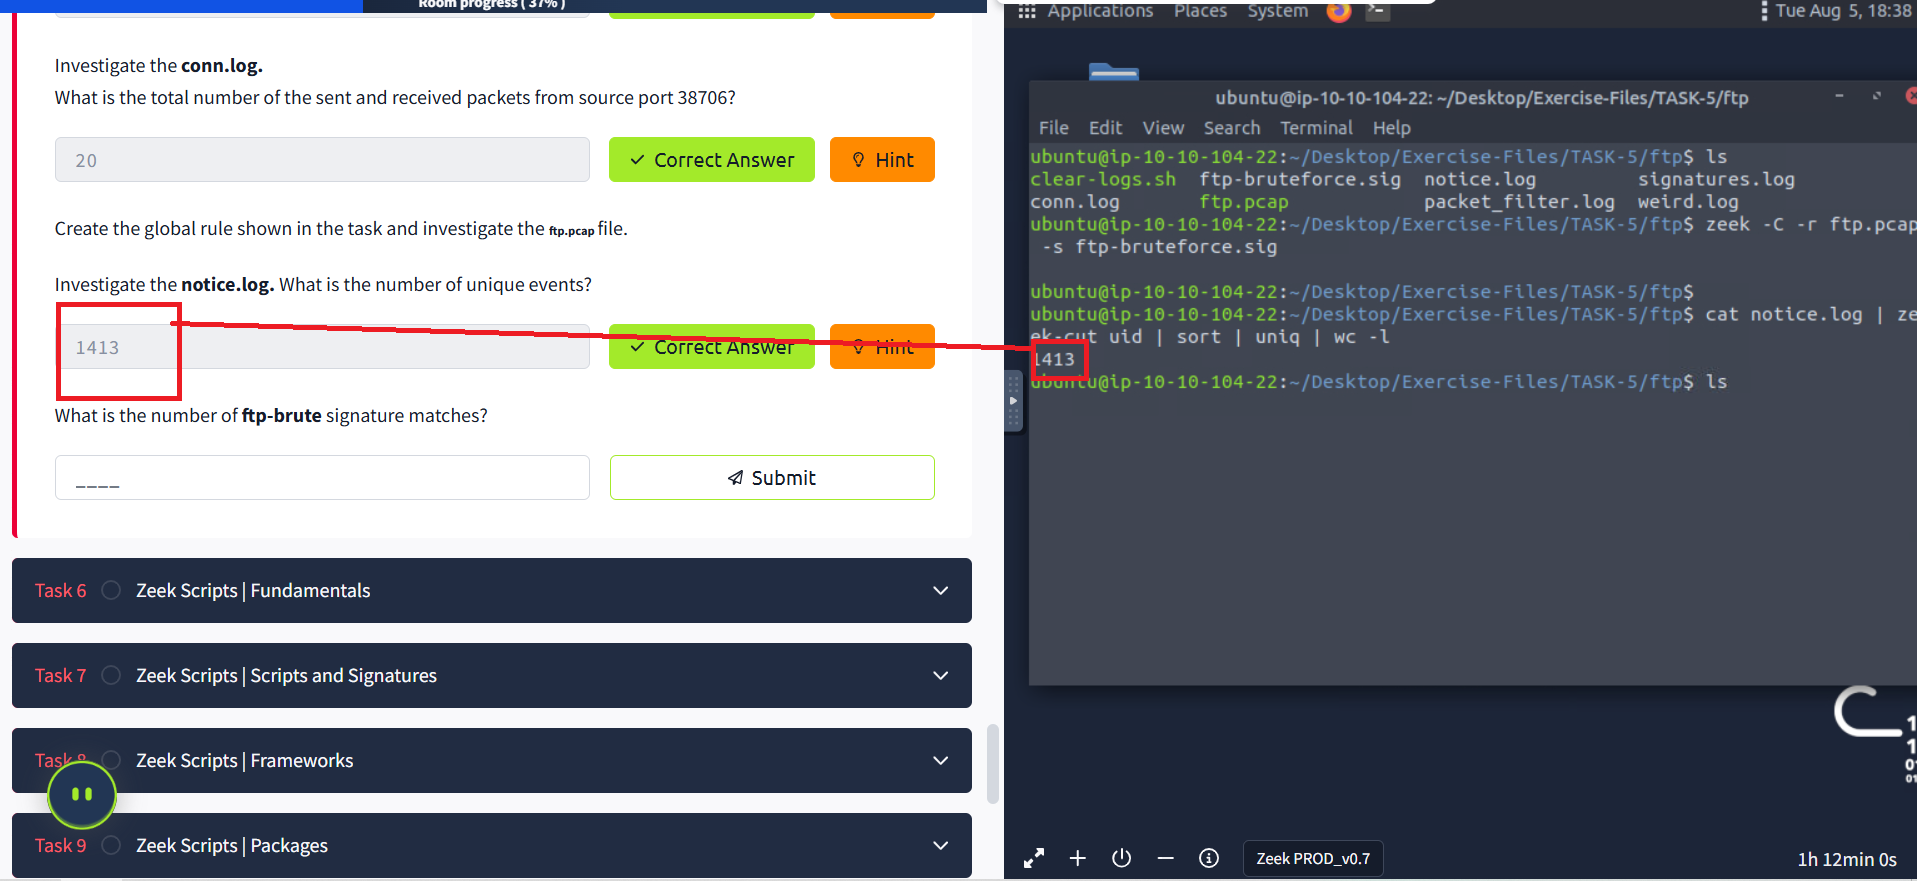 Room progress ( 37% )
Investigate the conn.log.
What is the total number of the sent and received packets from source port 38706?
20
Correct Answer
Hint
Create the global rule shown in the task and investigate the ftp.pcap file.
Investigate the notice.log. What is the number of unique events?
1413
Correct Answer
Hint
What is the number of ftp-brute signature matches?
____
Submit
Task 6 Zeek Scripts | Fundamentals
Task 7 Zeek Scripts | Scripts and Signatures
Task 8 Zeek Scripts | Frameworks
Task 9 Zeek Scripts | Packages
Applications Places System Tue Aug 5, 18:38
ubuntu@ip-10-10-104-22: ~/Desktop/Exercise-Files/TASK-5/ftp
File Edit View Search Terminal Help
ubuntu@ip-10-10-104-22:~/Desktop/Exercise-Files/TASK-5/ftp$ ls
clear-logs.sh ftp-bruteforce.sig notice.log signatures.log
conn.log ftp.pcap packet_filter.log weird.log
ubuntu@ip-10-10-104-22:~/Desktop/Exercise-Files/TASK-5/ftp$ zeek -C -r ftp.pcap
-s ftp-bruteforce.sig
ubuntu@ip-10-10-104-22:~/Desktop/Exercise-Files/TASK-5/ftp$
ubuntu@ip-10-10-104-22:~/Desktop/Exercise-Files/TASK-5/ftp$ cat notice.log | ze
ek-cut uid | sort | uniq | wc -l
1413
ubuntu@ip-10-10-104-22:~/Desktop/Exercise-Files/TASK-5/ftp$ ls
Zeek PROD_v0.7
1h 12min 0s